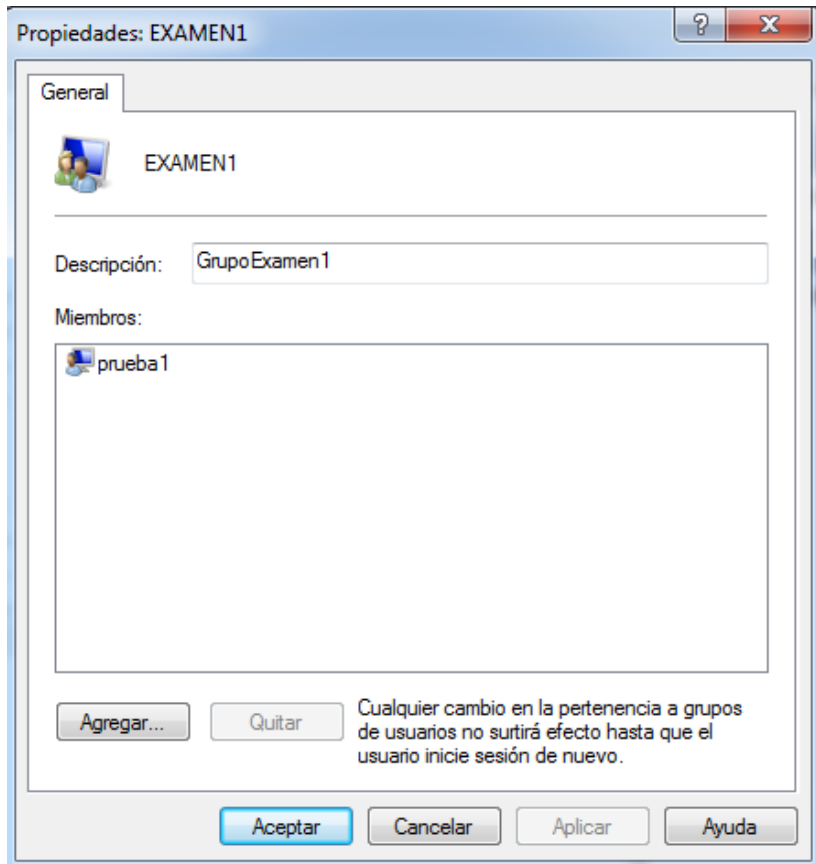 Propiedades: EXAMEN1
General
EXAMEN1
Descripción: GrupoExamen1
Miembros:
prueba1
Agregar... Quitar
Cualquier cambio en la pertenencia a grupos
de usuarios no surtirá efecto hasta que el
usuario inicie sesión de nuevo.
Aceptar Cancelar Aplicar Ayuda